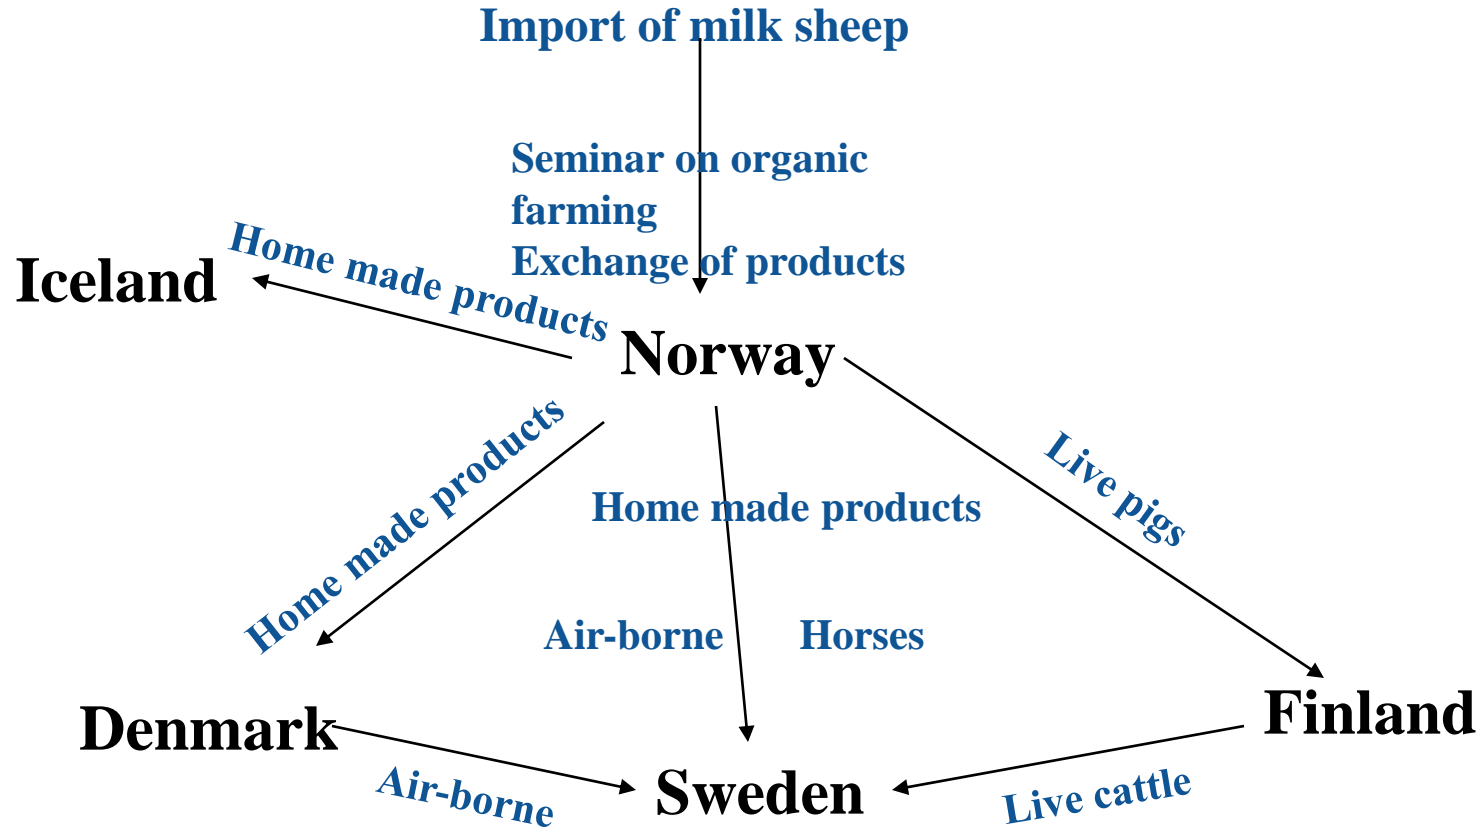 Import of milk sheep
Seminar on organic
farming
Exchange of products
Home made products
Iceland
Norway
Home made products
Live pigs
Home made products
Air-borne
Horses
Finland
Denmark
Air-borne
Sweden
Live cattle